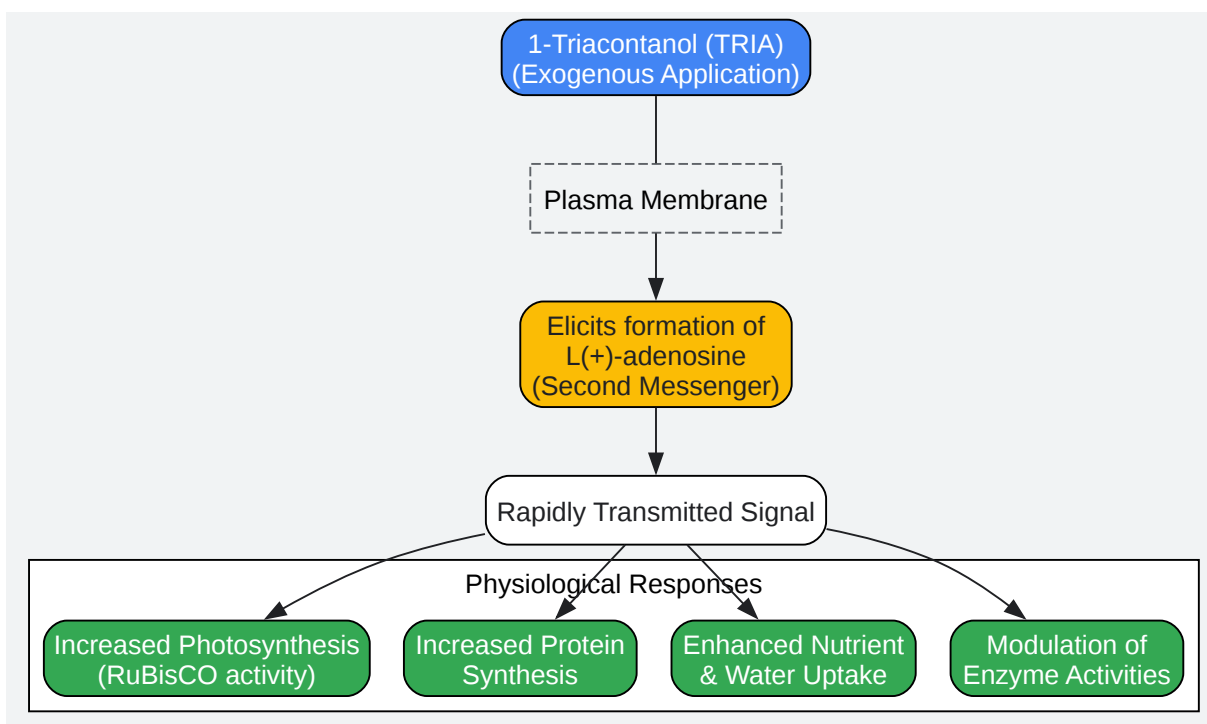 1-Triacontanol (TRIA)
(Exogenous Application)
Plasma Membrane
Elicits formation of
L(+)-adenosine
(Second Messenger)
Rapidly Transmitted Signal
Physiological Responses
Increased Photosynthesis
(RuBisCO activity)
Increased Protein
Synthesis
Enhanced Nutrient
& Water Uptake
Modulation of
Enzyme Activities